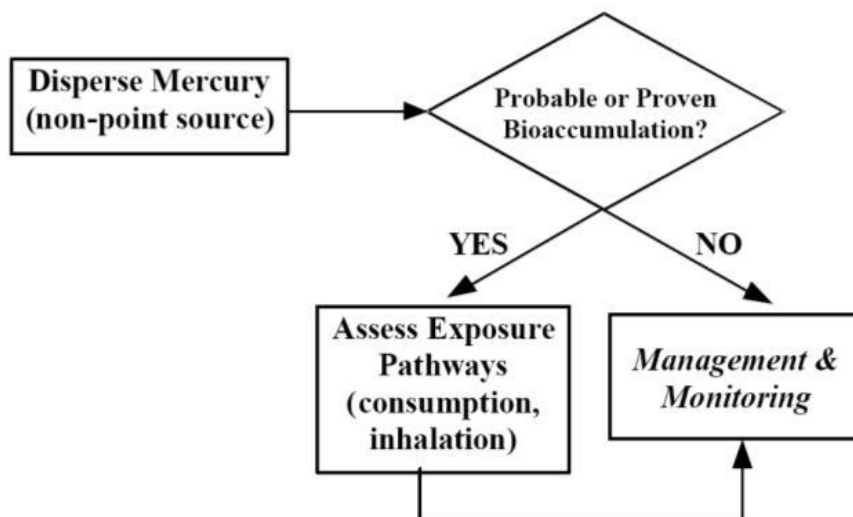 Disperse Mercury
(non-point source)
Probable or Proven
Bioaccumulation?
YES
NO
Assess Exposure
Pathways
(consumption,
inhalation)
Management &
Monitoring